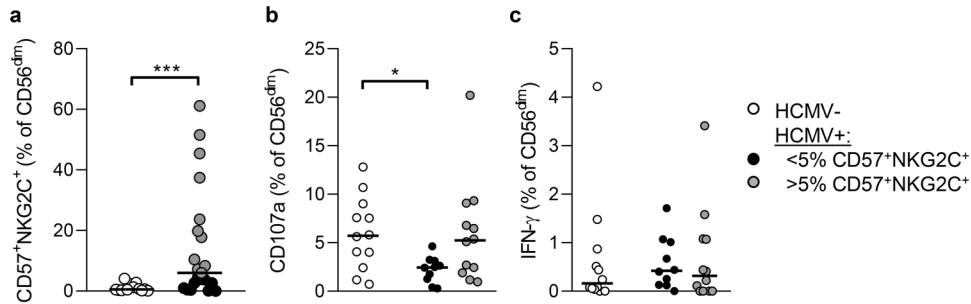 a
b
c
CD57⁺NKG2C⁺ (% of CD56ᵈⁱᵐ)
80
60
40
20
0
***
CD107a (% of CD56ᵈⁱᵐ)
25
20
15
10
5
0
*
IFN-γ (% of CD56ᵈⁱᵐ)
5
4
3
2
1
0
HCMV-
HCMV+:
<5% CD57⁺NKG2C⁺
>5% CD57⁺NKG2C⁺